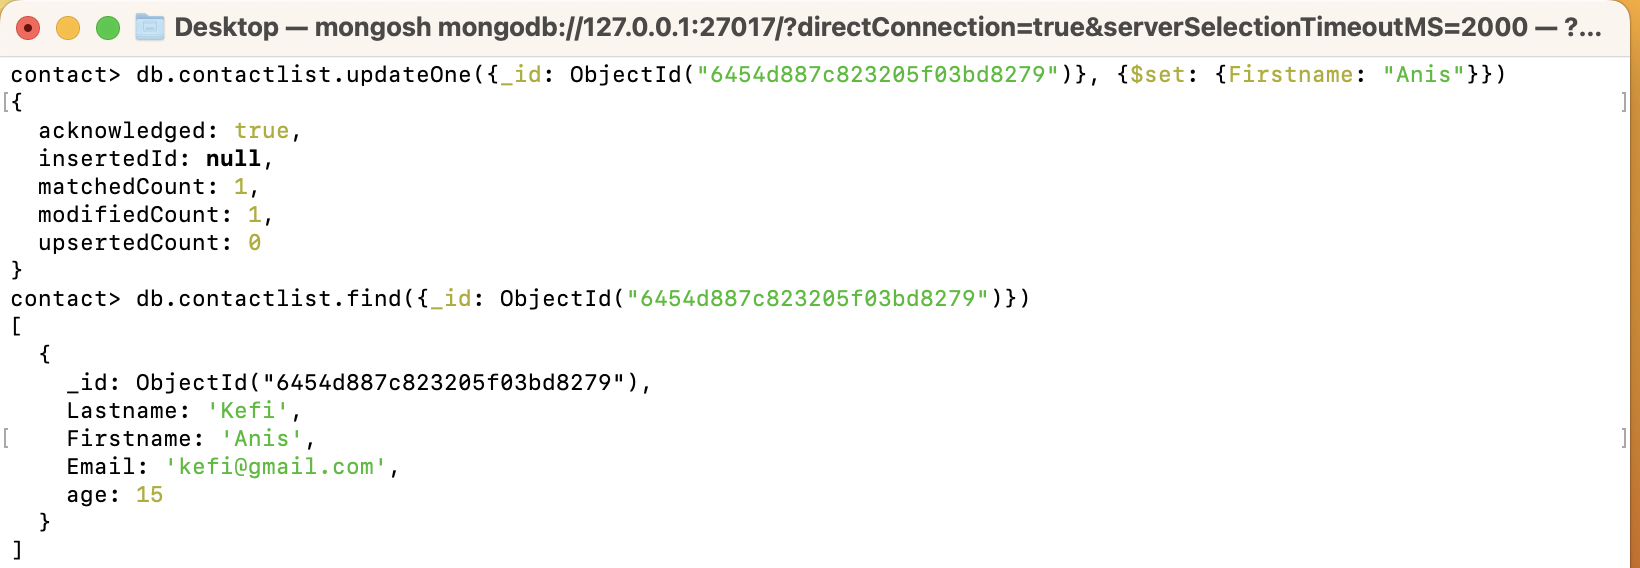 Desktop — mongosh mongodb://127.0.0.1:27017/?directConnection=true&serverSelectionTimeoutMS=2000 — ?...
contact> db.contactlist.updateOne({_id: ObjectId("6454d887c823205f03bd8279")}, {$set: {Firstname: "Anis"}})
[{ ]
  acknowledged: true,
  insertedId: null,
  matchedCount: 1,
  modifiedCount: 1,
  upsertedCount: 0
}
contact> db.contactlist.find({_id: ObjectId("6454d887c823205f03bd8279")})
[
  {
    _id: ObjectId("6454d887c823205f03bd8279"),
    Lastname: 'Kefi',
[    Firstname: 'Anis', ]
    Email: 'kefi@gmail.com',
    age: 15
  }
]